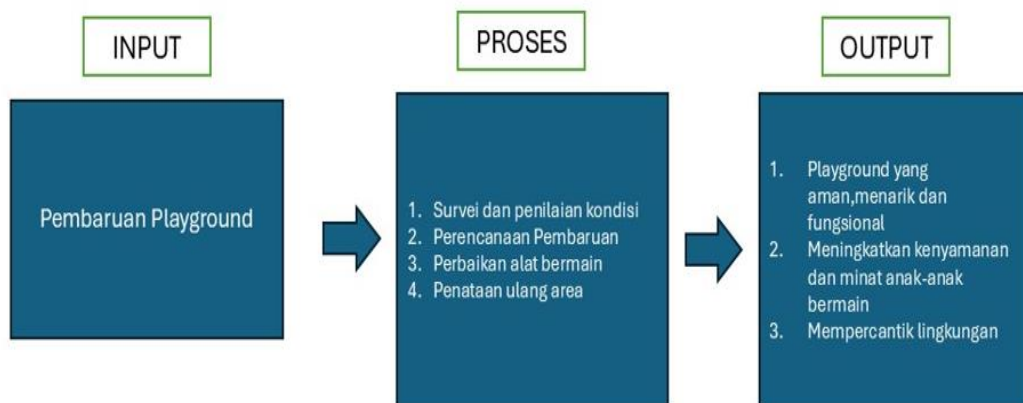 INPUT
PROSES
OUTPUT
Pembaruan Playground
1. Survei dan penilaian kondisi
2. Perencanaan Pembaruan
3. Perbaikan alat bermain
4. Penataan ulang area
1. Playground yang
aman,menarik dan
fungsional
2. Meningkatkan kenyamanan
dan minat anak-anak
bermain
3. Mempercantik lingkungan